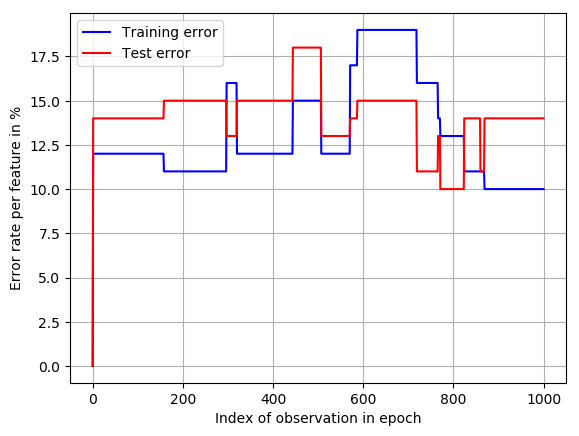 Training error
Test error
17.5
15.0
12.5
10.0
7.5
5.0
2.5
0.0
Error rate per feature in %
0 200 400 600 800 1000
Index of observation in epoch